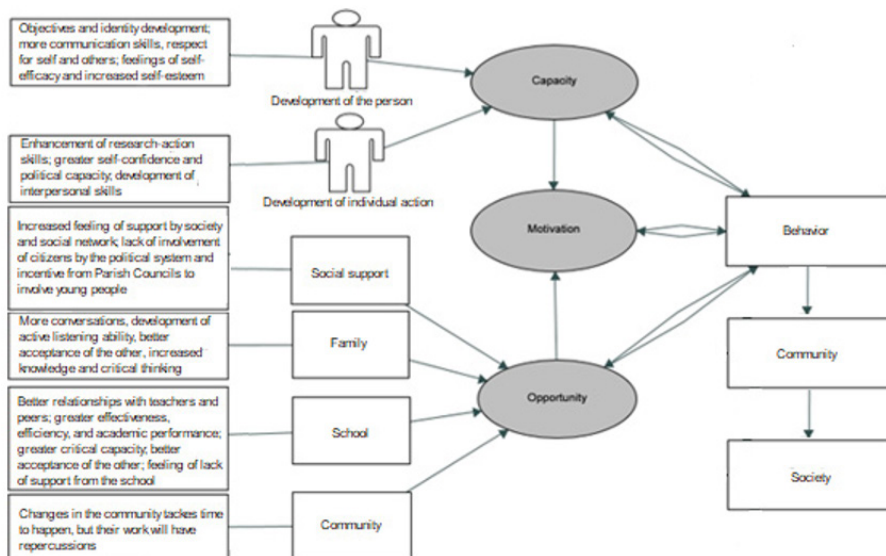 Objectives and identity development;
more communication skills, respect
for self and others; feelings of self-
efficacy and increased self-esteem
Development of the person
Capacity
Enhancement of research-action
skills; greater self-confidence and
political capacity; development of
interpersonal skills
Development of individual action
Increased feeling of support by society
and social network; lack of involvement
of citizens by the political system and
incentive from Parish Councils to
involve young people
Social support
Motivation
Behavior
More conversations, development of
active listening ability, better
acceptance of the other, increased
knowledge and critical thinking
Family
Community
Better relationships with teachers and
peers; greater effectiveness,
efficiency, and academic performance;
greater critical capacity; better
acceptance of the other; feeling of lack
of support from the school
School
Opportunity
Society
Changes in the community tackes time
to happen, but their work will have
repercussions
Community